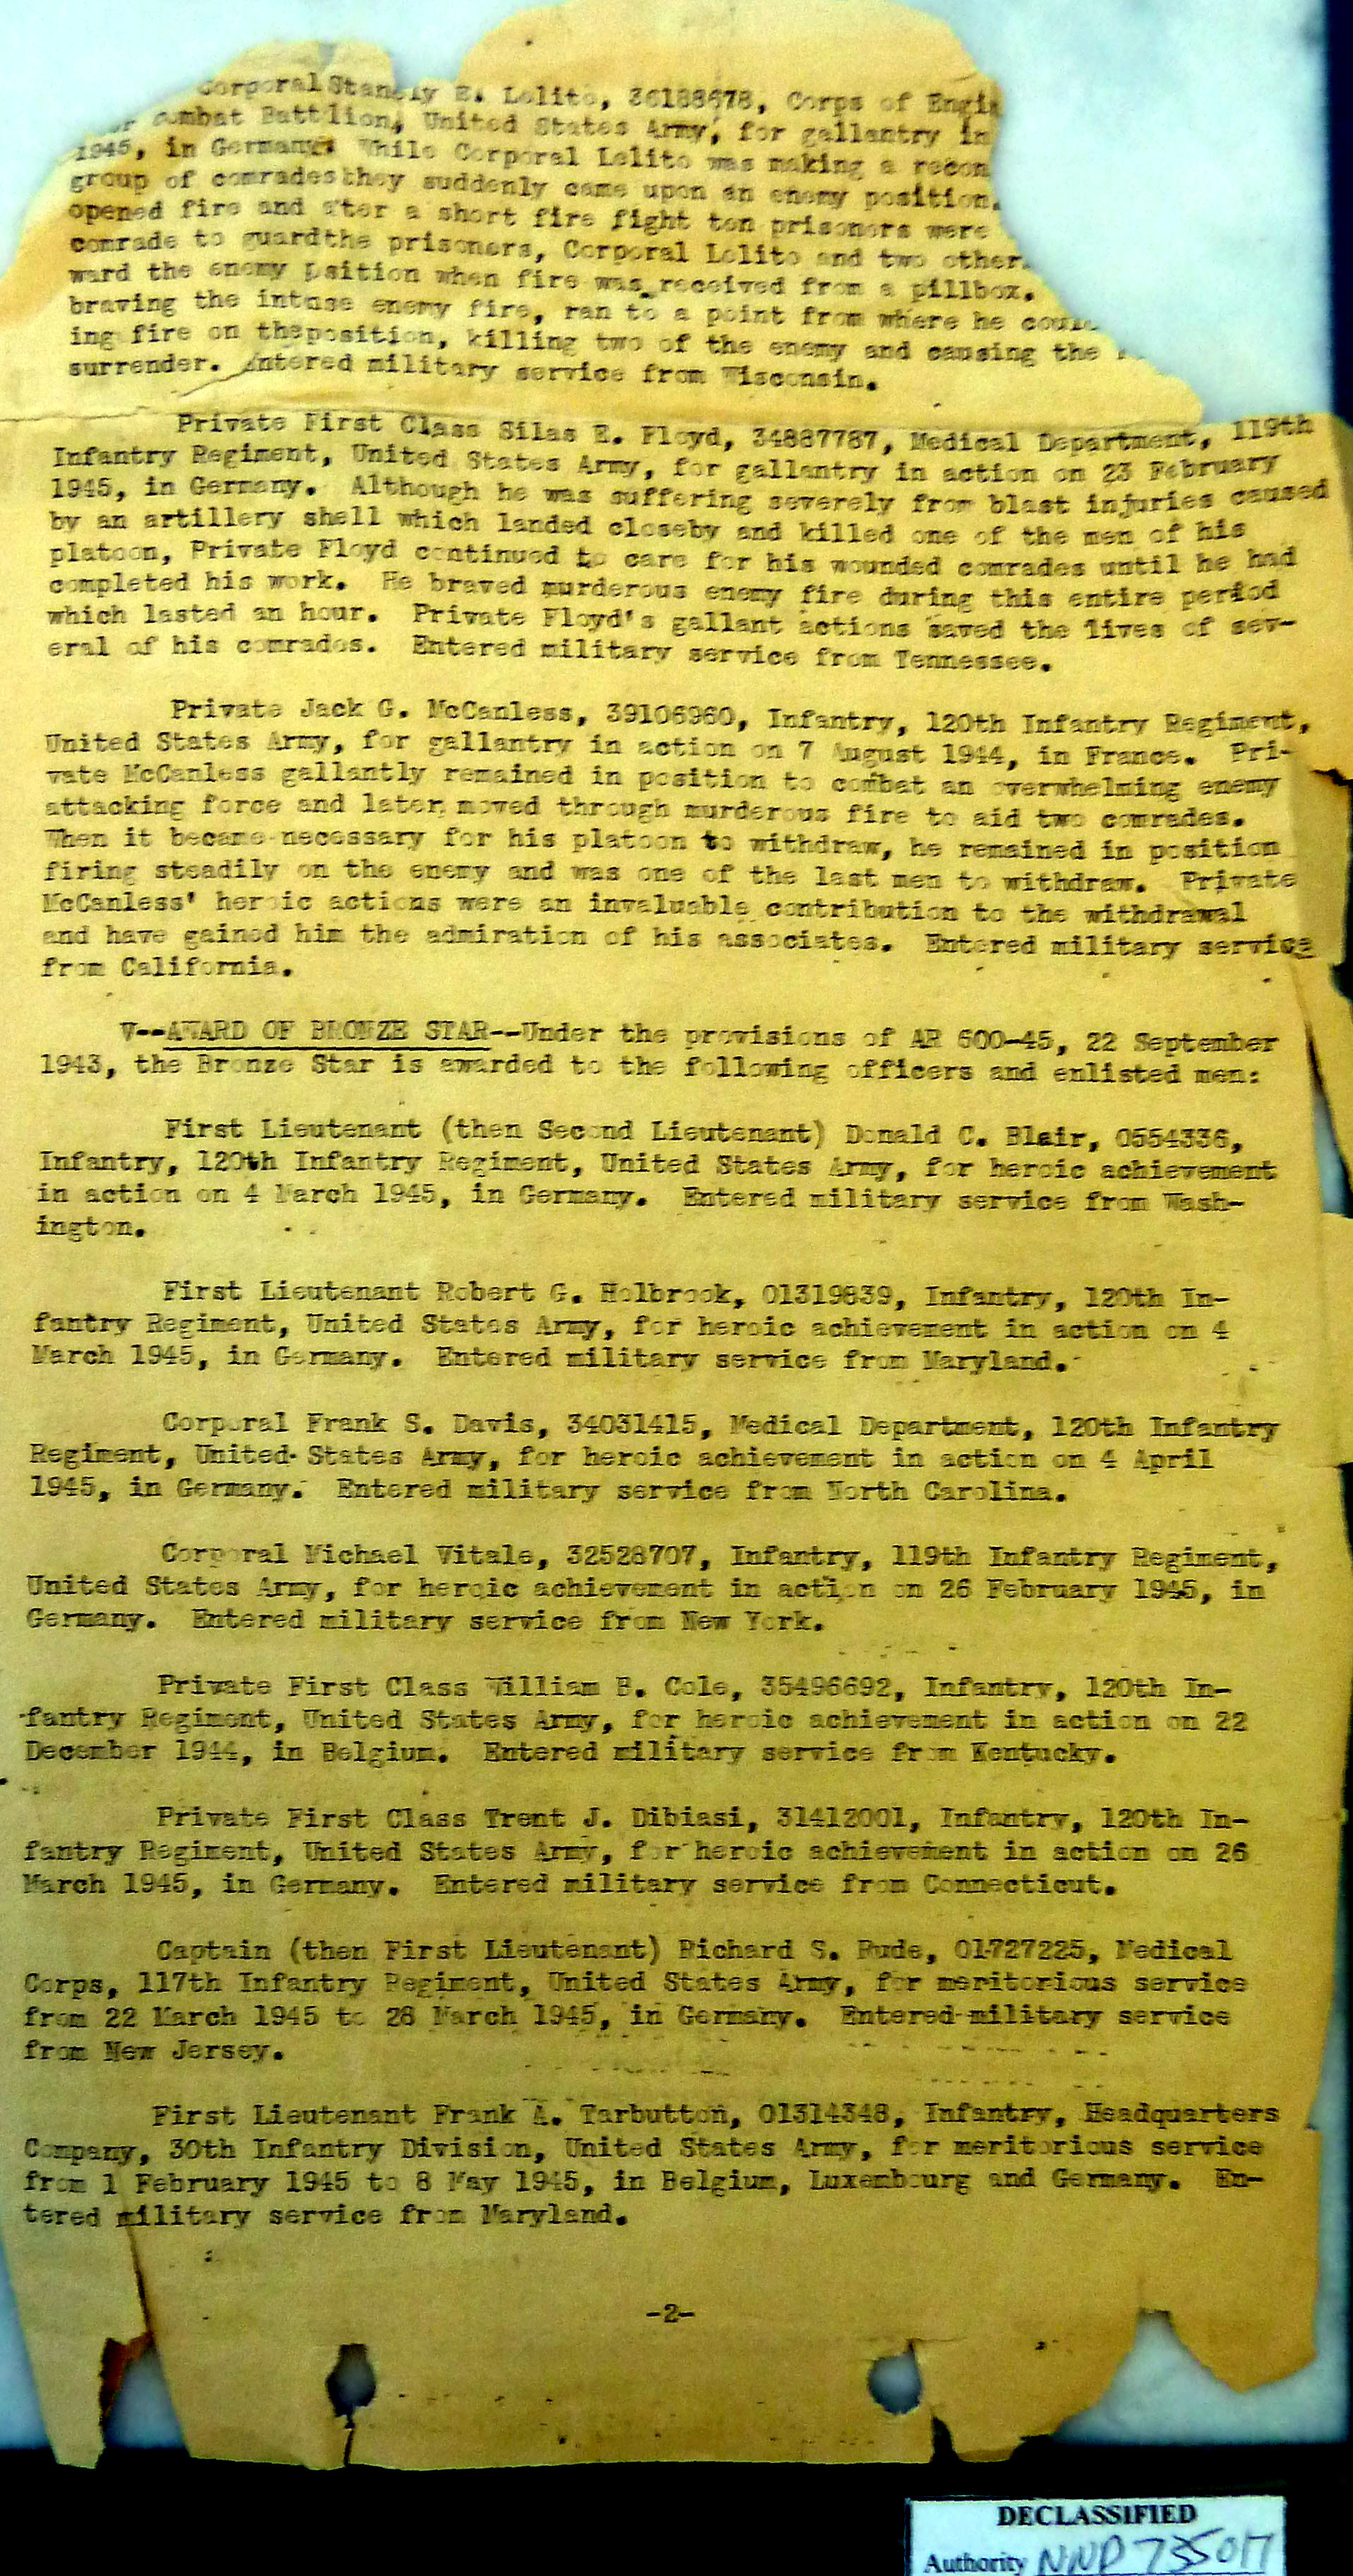 Corporal Stanley E. Lelito, 36188678, Corps of Engin
Combat Battlion, United States Army, for gallantry in
1945, in Germany. While Corporal Lelito was making a recon
group of comrades they suddenly came upon an enemy position.
opened fire and after a short fire fight ten prisoners were
comrade to guardthe prisoners, Corporal Lelito and two other
ward the enemy psition when fire was received from a pillbox.
braving the intuse enemy fire, ran to a point from where he could
ing fire on theposition, killing two of the enemy and causing the
surrender. Entered military service from Wisconsin.
Private First Class Silas E. Floyd, 34887787, Medical Department, 119th
Infantry Regiment, United States Army, for gallantry in action on 23 February
1945, in Germany. Although he was suffering severely from blast injuries caused
by an artillery shell which landed closeby and killed one of the men of his
platoon, Private Floyd continued to care for his wounded comrades until he had
completed his work. He braved murderous enemy fire during this entire period
which lasted an hour. Private Floyd's gallant actions saved the lives of sev-
eral of his comrades. Entered military service from Tennessee.
Private Jack G. McCanless, 39106960, Infantry, 120th Infantry Regiment,
United States Army, for gallantry in action on 7 August 1944, in France. Pri-
vate McCanless gallantly remained in position to combat an overwhelming enemy
attacking force and later moved through murderous fire to aid two comrades.
When it became necessary for his platoon to withdraw, he remained in position
firing steadily on the enemy and was one of the last men to withdraw. Private
McCanless' heroic actions were an invaluable contribution to the withdrawal
and have gained him the admiration of his associates. Entered military service
from California.
V--AWARD OF BRONZE STAR--Under the provisions of AR 600-45, 22 September
1943, the Bronze Star is awarded to the following officers and enlisted men:
First Lieutenant (then Second Lieutenant) Donald C. Blair, 0554336,
Infantry, 120th Infantry Regiment, United States Army, for heroic achievement
in action on 4 March 1945, in Germany. Entered military service from Wash-
ington.
First Lieutenant Robert G. Holbrook, 01319839, Infantry, 120th In-
fantry Regiment, United States Army, for heroic achievement in action on 4
March 1945, in Germany. Entered military service from Maryland.
Corporal Frank S. Davis, 34031415, Medical Department, 120th Infantry
Regiment, United States Army, for heroic achievement in action on 4 April
1945, in Germany. Entered military service from North Carolina.
Corporal Michael Vitale, 32528707, Infantry, 119th Infantry Regiment,
United States Army, for heroic achievement in action on 26 February 1945, in
Germany. Entered military service from New York.
Private First Class William B. Cole, 35496692, Infantry, 120th In-
fantry Regiment, United States Army, for heroic achievement in action on 22
December 1944, in Belgium. Entered military service from Kentucky.
Private First Class Trent J. Dibiasi, 31412001, Infantry, 120th In-
fantry Regiment, United States Army, for heroic achievement in action on 26
March 1945, in Germany. Entered military service from Connecticut.
Captain (then First Lieutenant) Richard S. Rude, 01727225, Medical
Corps, 117th Infantry Regiment, United States Army, for meritorious service
from 22 March 1945 to 28 March 1945, in Germany. Entered military service
from New Jersey.
First Lieutenant Frank A. Tarbutton, 01314348, Infantry, Headquarters
Company, 30th Infantry Division, United States Army, for meritorious service
from 1 February 1945 to 8 May 1945, in Belgium, Luxembourg and Germany. En-
tered military service from Maryland.
-2-
DECLASSIFIED
Authority NND 735017